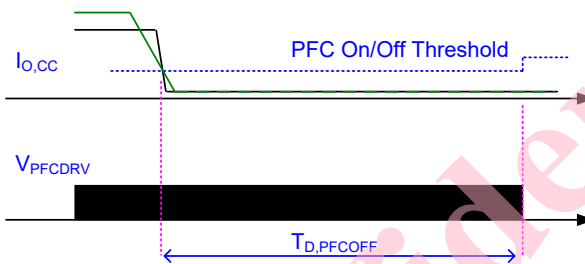 PFC On/Off Threshold
I_O,CC
V_PFCDRV
T_D,PFCOFF